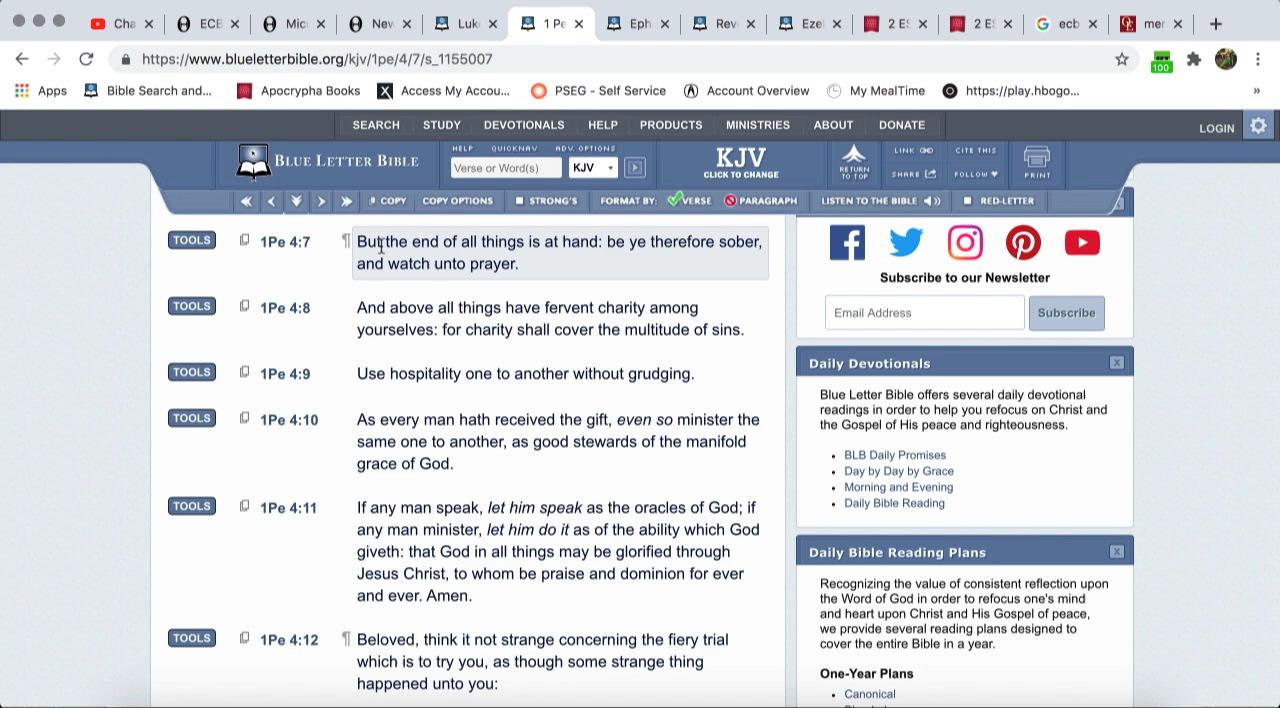 Cha
ECB
Mic
Nev
Luk
1 Pe
Eph
Rev
Eze
2 ES
2 ES
ecb
mer
https://www.blueletterbible.org/kjv/1pe/4/7/s_1155007
100
Apps
Bible Search and...
Apocrypha Books
Access My Accou...
PSEG - Self Service
Account Overview
My MealTime
https://play.hbogo...
»
SEARCH STUDY DEVOTIONALS HELP PRODUCTS MINISTRIES ABOUT DONATE
LOGIN
BLUE LETTER BIBLE
HELP QUICKNAV ADV. OPTIONS
Verse or Word(s)
KJV
KJV
CLICK TO CHANGE
RETURN
TO TOP
LINK
CITE THIS
SHARE
FOLLOW
PRINT
COPY
COPY OPTIONS
STRONG'S
FORMAT BY:
VERSE
PARAGRAPH
LISTEN TO THE BIBLE
RED-LETTER
TOOLS 1Pe 4:7 ¶ But the end of all things is at hand: be ye therefore sober,
and watch unto prayer.
TOOLS 1Pe 4:8 And above all things have fervent charity among
yourselves: for charity shall cover the multitude of sins.
TOOLS 1Pe 4:9 Use hospitality one to another without grudging.
TOOLS 1Pe 4:10 As every man hath received the gift, even so minister the
same one to another, as good stewards of the manifold
grace of God.
TOOLS 1Pe 4:11 If any man speak, let him speak as the oracles of God; if
any man minister, let him do it as of the ability which God
giveth: that God in all things may be glorified through
Jesus Christ, to whom be praise and dominion for ever
and ever. Amen.
TOOLS 1Pe 4:12 ¶ Beloved, think it not strange concerning the fiery trial
which is to try you, as though some strange thing
happened unto you:
Subscribe to our Newsletter
Email Address
Subscribe
Daily Devotionals
Blue Letter Bible offers several daily devotional
readings in order to help you refocus on Christ and
the Gospel of His peace and righteousness.
BLB Daily Promises
Day by Day by Grace
Morning and Evening
Daily Bible Reading
Daily Bible Reading Plans
Recognizing the value of consistent reflection upon
the Word of God in order to refocus one's mind
and heart upon Christ and His Gospel of peace,
we provide several reading plans designed to
cover the entire Bible in a year.
One-Year Plans
Canonical